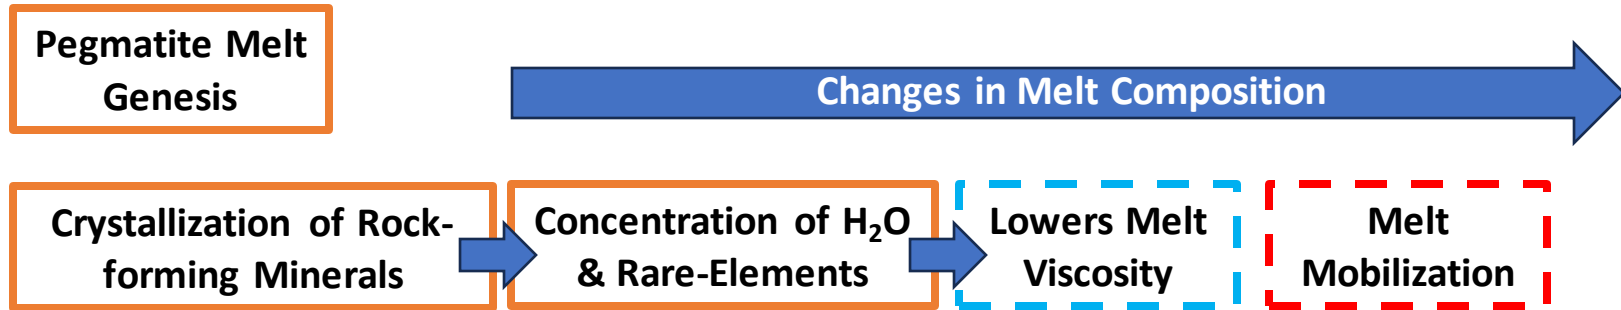 Pegmatite Melt
Genesis
Changes in Melt Composition
Crystallization of Rock-
forming Minerals
Concentration of H₂O
& Rare-Elements
Lowers Melt
Viscosity
Melt
Mobilization